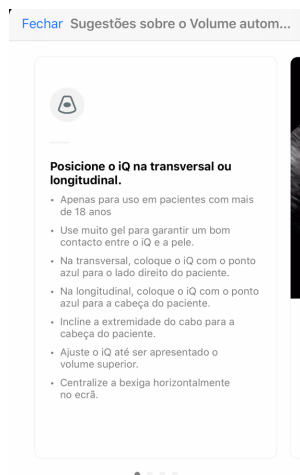 Fechar Sugestões sobre o Volume autom...
Posicione o iQ na transversal ou
longitudinal.
• Apenas para uso em pacientes com mais
de 18 anos
• Use muito gel para garantir um bom
contacto entre o iQ e a pele.
• Na transversal, coloque o iQ com o ponto
azul para o lado direito do paciente.
• Na longitudinal, coloque o iQ com o ponto
azul para a cabeça do paciente.
• Incline a extremidade do cabo para a
cabeça do paciente.
• Ajuste o iQ até ser apresentado o
volume superior.
• Centralize a bexiga horizontalmente
no ecrã.